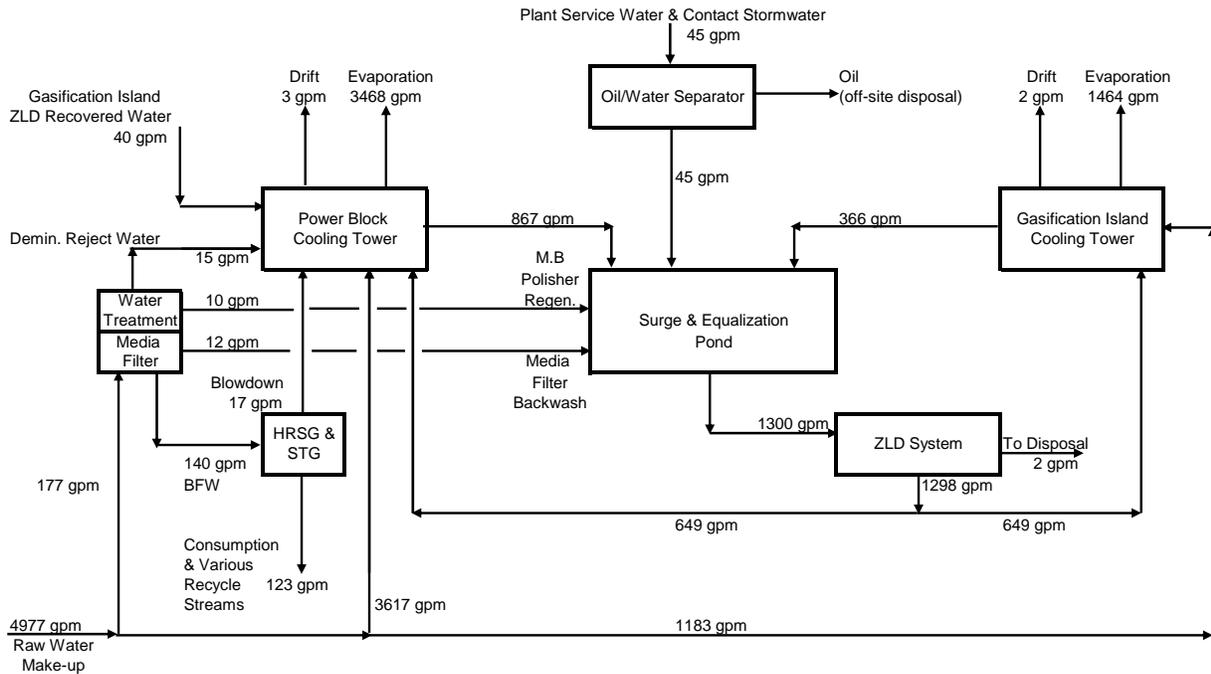 Plant Service Water & Contact Stormwater
45 gpm
Drift
3 gpm
Evaporation
3468 gpm
Gasification Island
ZLD Recovered Water
40 gpm
Oil/Water Separator
Oil
(off-site disposal)
Drift
2 gpm
Evaporation
1464 gpm
45 gpm
Power Block
Cooling Tower
867 gpm
366 gpm
Gasification Island
Cooling Tower
Demin. Reject Water
15 gpm
M.B
Polisher
Regen.
Water
Treatment
10 gpm
Surge & Equalization
Pond
Media
Filter
12 gpm
Media
Filter
Backwash
Blowdown
17 gpm
HRSG &
STG
1300 gpm
ZLD System
To Disposal
2 gpm
140 gpm
BFW
177 gpm
1298 gpm
649 gpm
649 gpm
Consumption
& Various
Recycle
Streams
123 gpm
3617 gpm
4977 gpm
Raw Water
Make-up
1183 gpm